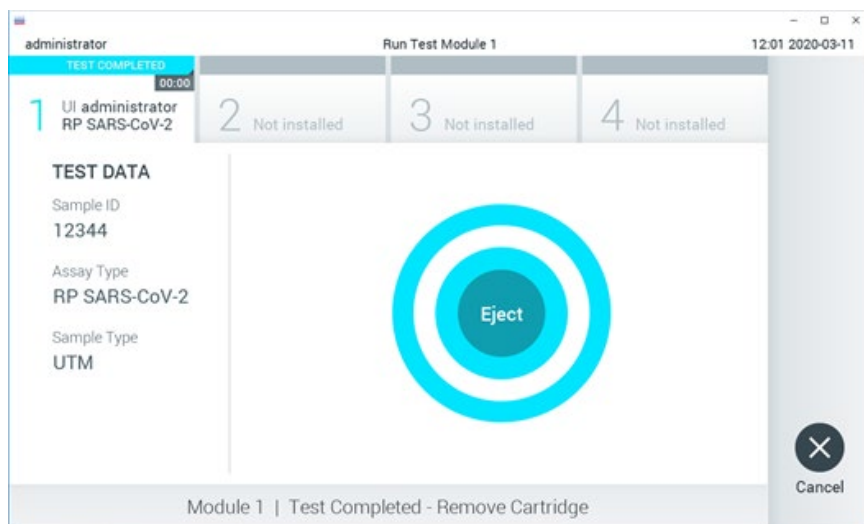 administrator Run Test Module 1 12:01 2020-03-11
TEST COMPLETED
00:00
1 UI administrator
RP SARS-CoV-2
2 Not installed
3 Not installed
4 Not installed
TEST DATA
Sample ID
12344
Assay Type
RP SARS-CoV-2
Sample Type
UTM
Eject
Cancel
Module 1 | Test Completed - Remove Cartridge